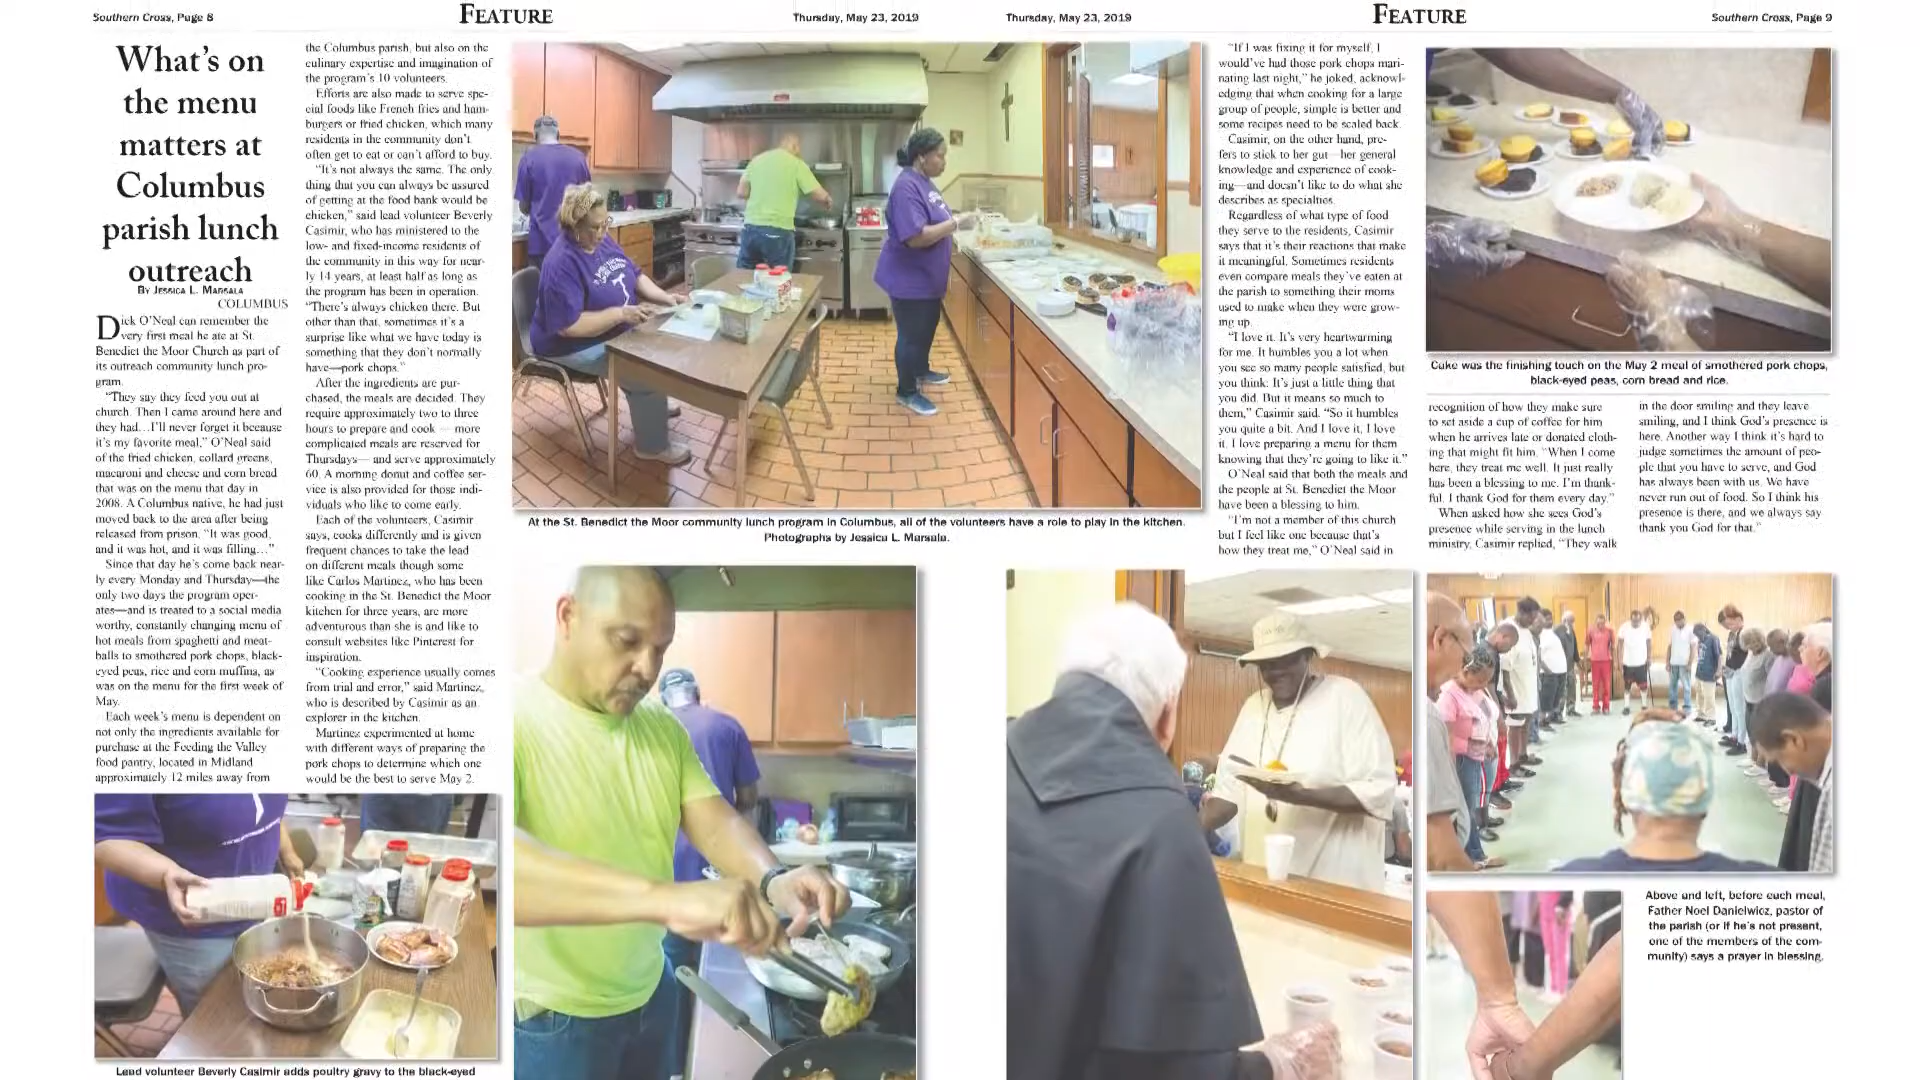 Southern Cross, Page 8
FEATURE
Thursday, May 23, 2019
What's on
the menu
matters at
Columbus
parish lunch
outreach
BY JESSICA L. MARSALA
COLUMBUS
Dick O'Neal can remember the
very first meal he ate at St.
Benedict the Moor Church as part of
its outreach community lunch pro-
gram.
"They say they feed you out at
church. Then I came around here and
they had…I'll never forget it because
it's my favorite meal," O'Neal said
of the fried chicken, collard greens,
macaroni and cheese and corn bread
that was on the menu that day in
2008. A Columbus native, he had just
moved back to the area after being
released from prison. "It was good,
and it was hot, and it was filling…"
Since that day he's come back near-
ly every Monday and Thursday—the
only two days the program oper-
ates—and is treated to a social media
worthy, constantly changing menu of
hot meals from spaghetti and meat-
balls to smothered pork chops, black-
eyed peas, rice and corn muffins, as
was on the menu for the first week of
May.
Each week's menu is dependent on
not only the ingredients available for
purchase at the Feeding the Valley
food pantry, located in Midland
approximately 12 miles away from
the Columbus parish, but also on the
culinary expertise and imagination of
the program's 10 volunteers.
Efforts are also made to serve spe-
cial foods like French fries and ham-
burgers or fried chicken, which many
residents in the community don't
often get to eat or can't afford to buy.
"It's not always the same. The only
thing that you can always be assured
of getting at the food bank would be
chicken," said lead volunteer Beverly
Casimir, who has ministered to the
low- and fixed-income residents of
the community in this way for near-
ly 14 years, at least half as long as
the program has been in operation.
"There's always chicken there. But
other than that, sometimes it's a
surprise like what we have today is
something that they don't normally
have—pork chops."
After the ingredients are pur-
chased, the meals are decided. They
require approximately two to three
hours to prepare and cook — more
complicated meals are reserved for
Thursdays— and serve approximately
60. A morning donut and coffee ser-
vice is also provided for those indi-
viduals who like to come early.
Each of the volunteers, Casimir
says, cooks differently and is given
frequent chances to take the lead
on different meals though some
like Carlos Martinez, who has been
cooking in the St. Benedict the Moor
kitchen for three years, are more
adventurous than she is and like to
consult websites like Pinterest for
inspiration.
"Cooking experience usually comes
from trial and error," said Martinez,
who is described by Casimir as an
explorer in the kitchen.
Martinez experimented at home
with different ways of preparing the
pork chops to determine which one
would be the best to serve May 2.
Lead volunteer Beverly Casimir adds poultry gravy to the black-eyed
At the St. Benedict the Moor community lunch program in Columbus, all of the volunteers have a role to play in the kitchen.
Photographs by Jessica L. Marsala.
Thursday, May 23, 2019
FEATURE
Southern Cross, Page 9
"If I was fixing it for myself, I
would've had those pork chops mari-
nating last night," he joked, acknowl-
edging that when cooking for a large
group of people, simple is better and
some recipes need to be scaled back.
Casimir, on the other hand, pre-
fers to stick to her gut—her general
knowledge and experience of cook-
ing—and doesn't like to do what she
describes as specialties.
Regardless of what type of food
they serve to the residents, Casimir
says that it's their reactions that make
it meaningful. Sometimes residents
even compare meals they've eaten at
the parish to something their moms
used to make when they were grow-
ing up.
"I love it. It's very heartwarming
for me. It humbles you a lot when
you see so many people satisfied, but
you think: It's just a little thing that
you did. But it means so much to
them," Casimir said. "So it humbles
you quite a bit. And I love it, I love
it. I love preparing a menu for them
knowing that they're going to like it."
O'Neal said that both the meals and
the people at St. Benedict the Moor
have been a blessing to him.
"I'm not a member of this church
but I feel like one because that's
how they treat me," O'Neal said in
Cake was the finishing touch on the May 2 meal of smothered pork chops,
black-eyed peas, corn bread and rice.
recognition of how they make sure
to set aside a cup of coffee for him
when he arrives late or donated cloth-
ing that might fit him. "When I come
here, they treat me well. It just really
has been a blessing to me. I'm thank-
ful. I thank God for them every day."
When asked how she sees God's
presence while serving in the lunch
ministry, Casimir replied, "They walk
in the door smiling and they leave
smiling, and I think God's presence is
here. Another way I think it's hard to
judge sometimes the amount of peo-
ple that you have to serve, and God
has always been with us. We have
never run out of food. So I think his
presence is there, and we always say
thank you God for that."
Above and left, before each meal,
Father Noel Danielwicz, pastor of
the parish (or if he's not present,
one of the members of the com-
munity) says a prayer in blessing.